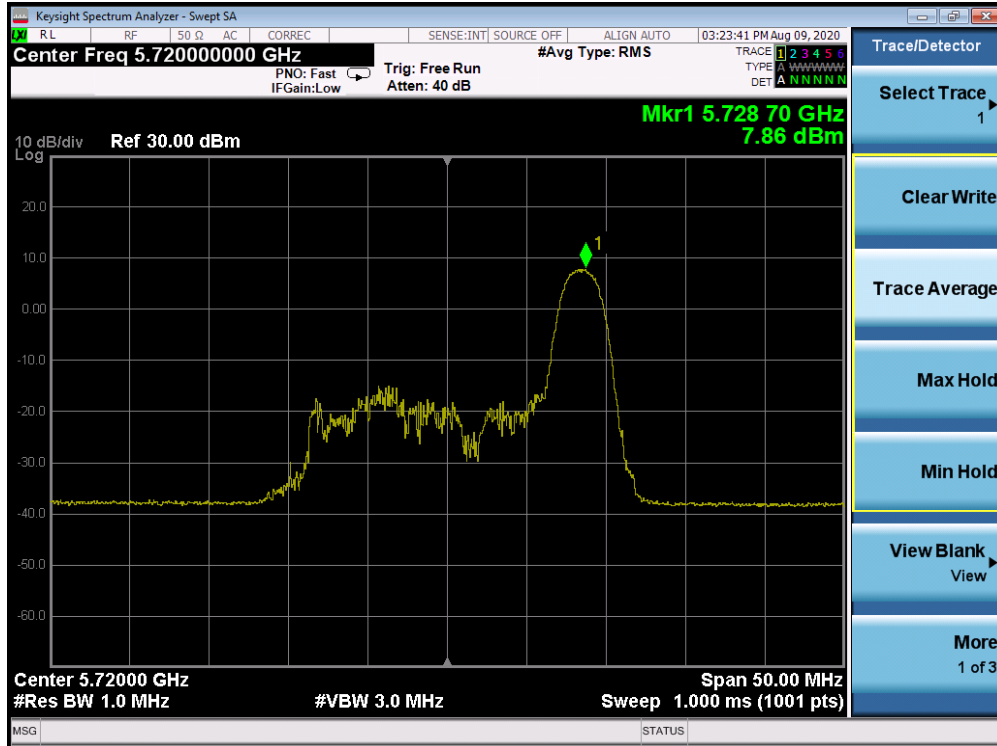 Keysight Spectrum Analyzer - Swept SA
LXI RL RF 50 Ω AC CORREC SENSE:INT SOURCE OFF ALIGN AUTO 03:23:41 PM Aug 09, 2020
Center Freq 5.720000000 GHz
PNO: Fast
IFGain:Low
Trig: Free Run
Atten: 40 dB
#Avg Type: RMS
TRACE 1 2 3 4 5 6
TYPE A WWWWW
DET A N N N N N
Mkr1 5.728 70 GHz
7.86 dBm
10 dB/div
Log
Ref 30.00 dBm
1
20.0
10.0
0.00
-10.0
-20.0
-30.0
-40.0
-50.0
-60.0
Center 5.72000 GHz
Span 50.00 MHz
#Res BW 1.0 MHz
#VBW 3.0 MHz
Sweep 1.000 ms (1001 pts)
MSG
STATUS
Trace/Detector
Select Trace
1
Clear Write
Trace Average
Max Hold
Min Hold
View Blank
View
More
1 of 3